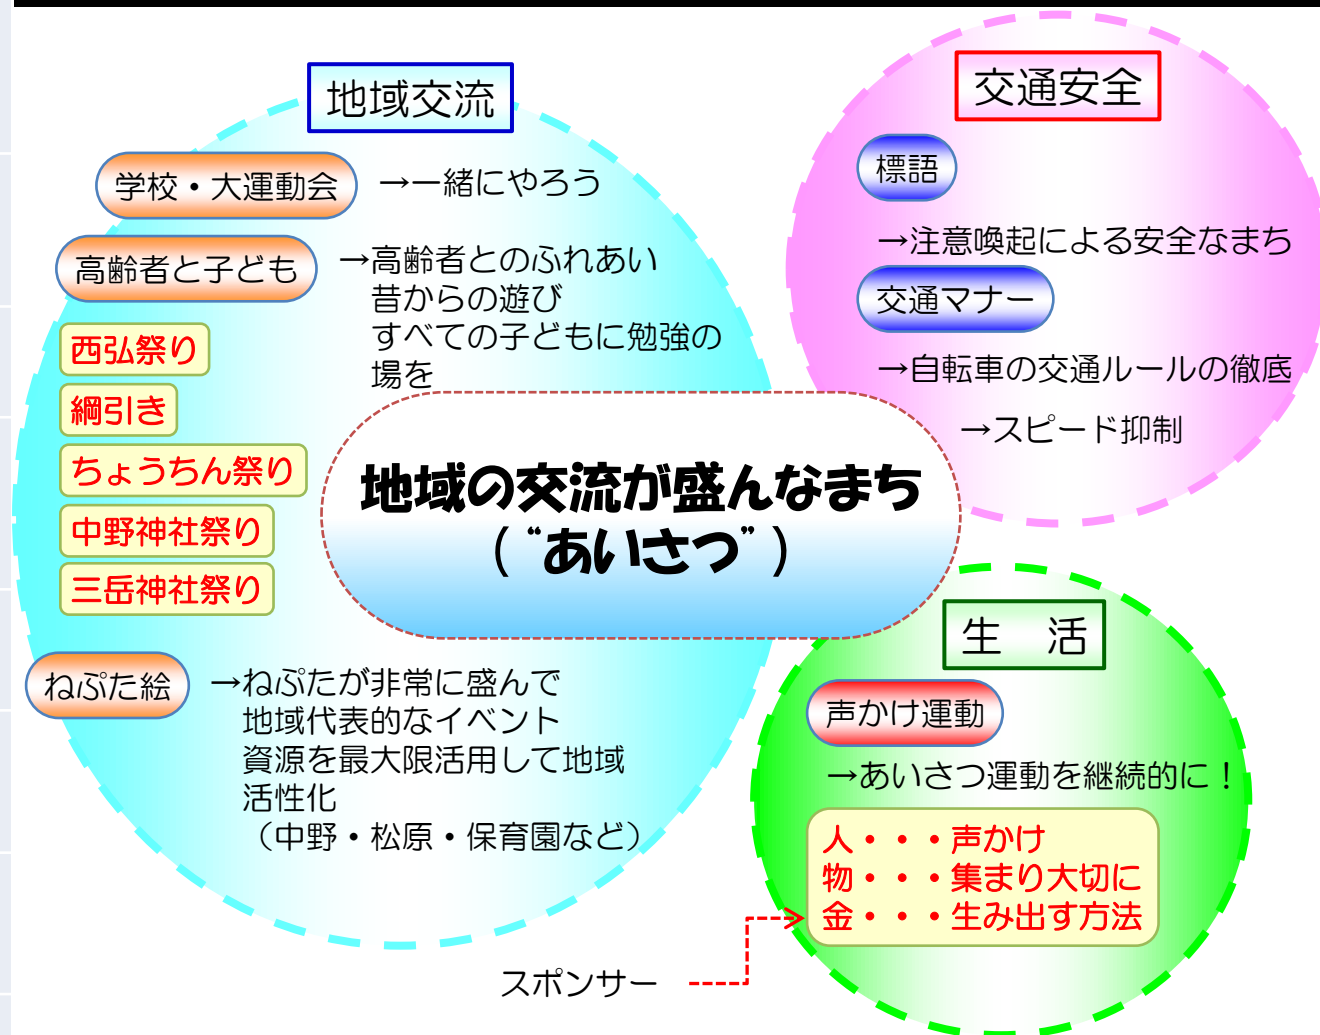 地域交流
学校・大運動会
→一緒にやろう
高齢者と子ども
→高齢者とのふれあい
昔からの遊び
すべての子どもに勉強の
場を
西弘祭り
綱引き
ちょうちん祭り
中野神社祭り
三岳神社祭り
ねぷた絵
→ねぷたが非常に盛んで
地域代表的なイベント
資源を最大限活用して地域
活性化
（中野・松原・保育園など）
地域の交流が盛んなまち
（“あいさつ”）
交通安全
標語
→注意喚起による安全なまち
交通マナー
→自転車の交通ルールの徹底
→スピード抑制
生　活
声かけ運動
→あいさつ運動を継続的に！
人・・・声かけ
物・・・集まり大切に
金・・・生み出す方法
スポンサー